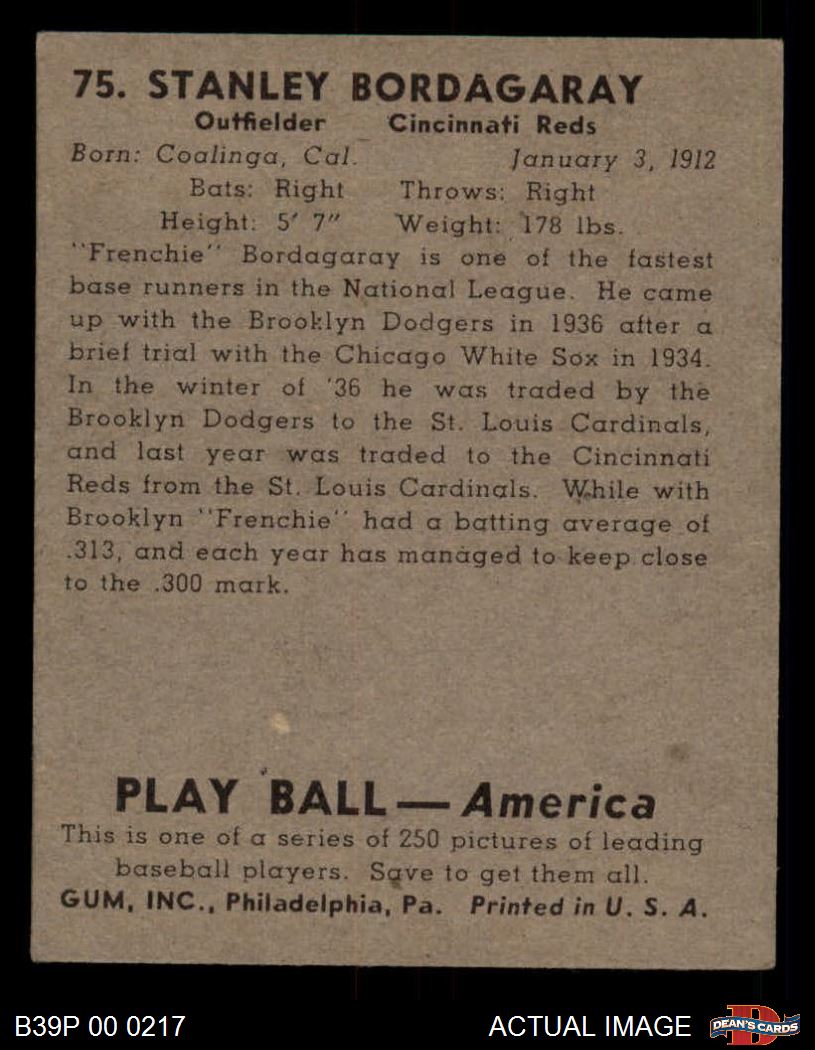 75. STANLEY BORDAGARAY
Outfielder Cincinnati Reds
Born: Coalinga, Cal. January 3, 1912
Bats: Right Throws: Right
Height: 5' 7" Weight: 178 lbs.
"Frenchie" Bordagaray is one of the fastest
base runners in the National League. He came
up with the Brooklyn Dodgers in 1936 after a
brief trial with the Chicago White Sox in 1934.
In the winter of '36 he was traded by the
Brooklyn Dodgers to the St. Louis Cardinals,
and last year was traded to the Cincinnati
Reds from the St. Louis Cardinals. While with
Brooklyn "Frenchie" had a batting average of
.313, and each year has managed to keep close
to the .300 mark.
PLAY BALL—America
This is one of a series of 250 pictures of leading
baseball players. Save to get them all.
GUM, INC., Philadelphia, Pa. Printed in U. S. A.
B39P 00 0217 ACTUAL IMAGE D DEAN'S CARDS